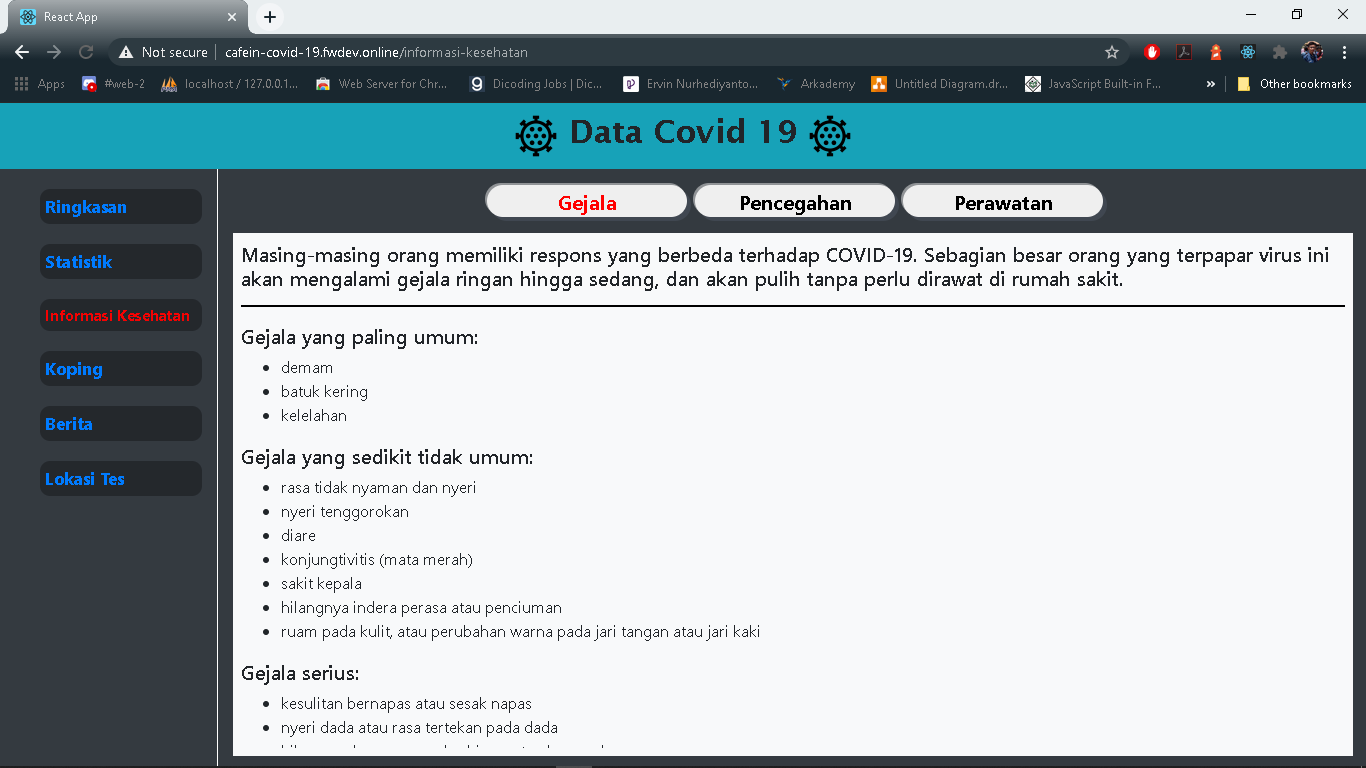 React App
Not secure
cafein-covid-19.fwdev.online/informasi-kesehatan
Apps
#web-2
localhost / 127.0.0.1...
Web Server for Chr...
Dicoding Jobs | Dic...
Ervin Nurhediyanto...
Arkademy
Untitled Diagram.dr...
JavaScript Built-in F...
»
Other bookmarks
Data Covid 19
Ringkasan
Statistik
Informasi Kesehatan
Koping
Berita
Lokasi Tes
Gejala
Pencegahan
Perawatan
Masing-masing orang memiliki respons yang berbeda terhadap COVID-19. Sebagian besar orang yang terpapar virus ini
akan mengalami gejala ringan hingga sedang, dan akan pulih tanpa perlu dirawat di rumah sakit.
Gejala yang paling umum:
• demam
• batuk kering
• kelelahan
Gejala yang sedikit tidak umum:
• rasa tidak nyaman dan nyeri
• nyeri tenggorokan
• diare
• konjungtivitis (mata merah)
• sakit kepala
• hilangnya indera perasa atau penciuman
• ruam pada kulit, atau perubahan warna pada jari tangan atau jari kaki
Gejala serius:
• kesulitan bernapas atau sesak napas
• nyeri dada atau rasa tertekan pada dada